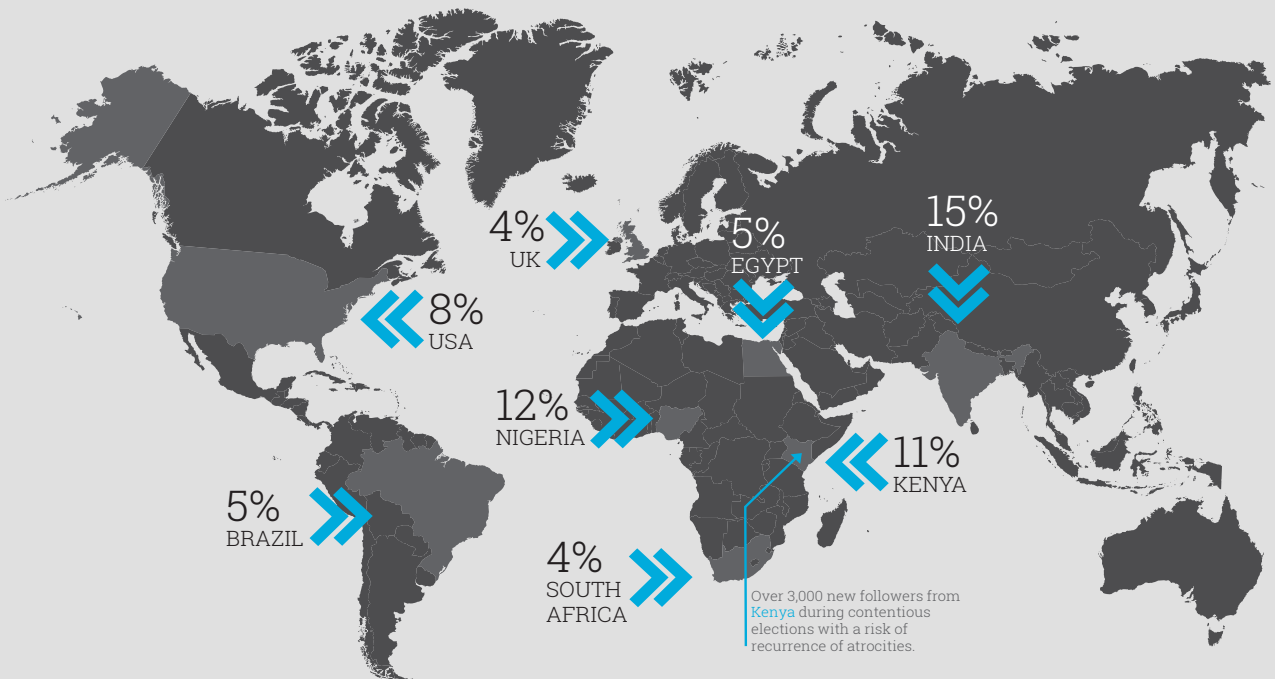 4%
UK
5%
EGYPT
15%
INDIA
8%
USA
12%
NIGERIA
11%
KENYA
5%
BRAZIL
4%
SOUTH
AFRICA
Over 3,000 new followers from
Kenya during contentious
elections with a risk of
recurrence of atrocities.